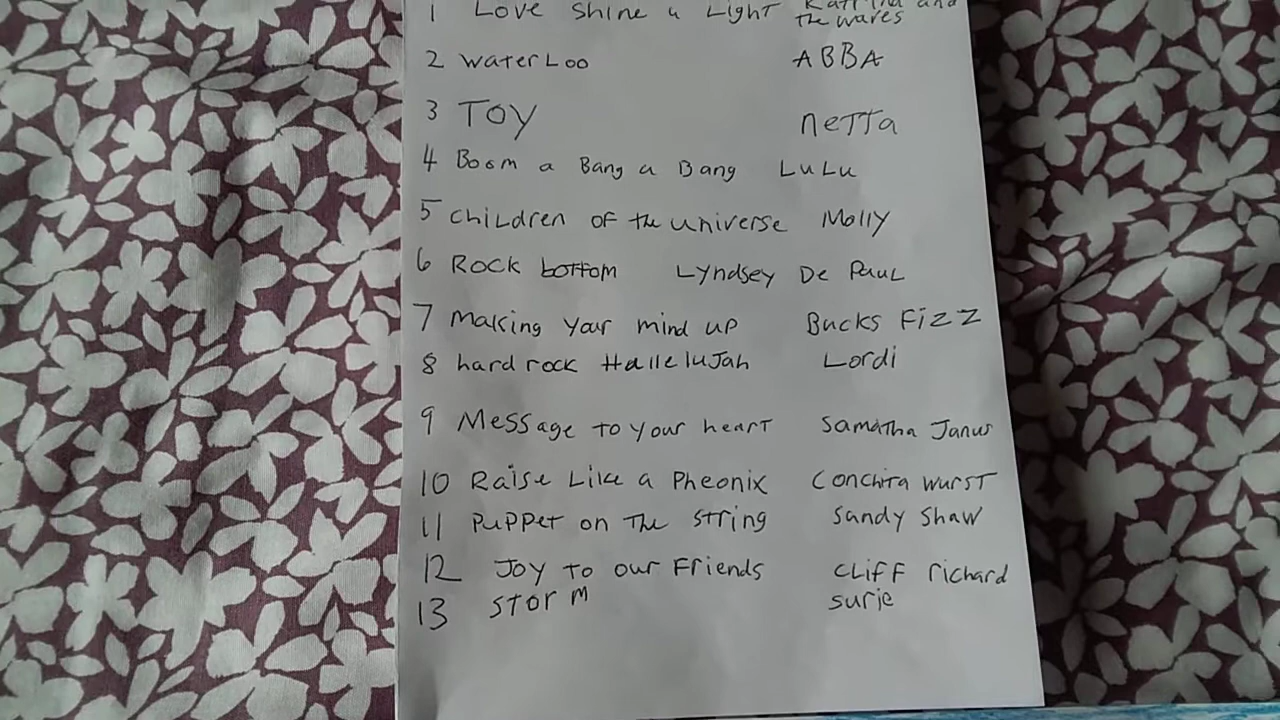 1 Love Shine a Light Katrina and
the waves
2 waterLoo ABBA
3 TOY neTTa
4 Boom a Bang a Bang LuLu
5 children of the universe Molly
6 Rock bottom Lyndsey De Paul
7 Making your mind up Bucks Fizz
8 hard rock Hallelujah Lordi
9 Message to your heart Samatha Janus
10 Raise Like a Pheonix Conchita wurst
11 Puppet on the string Sandy Shaw
12 Joy to our Friends Cliff richard
13 Storm surie